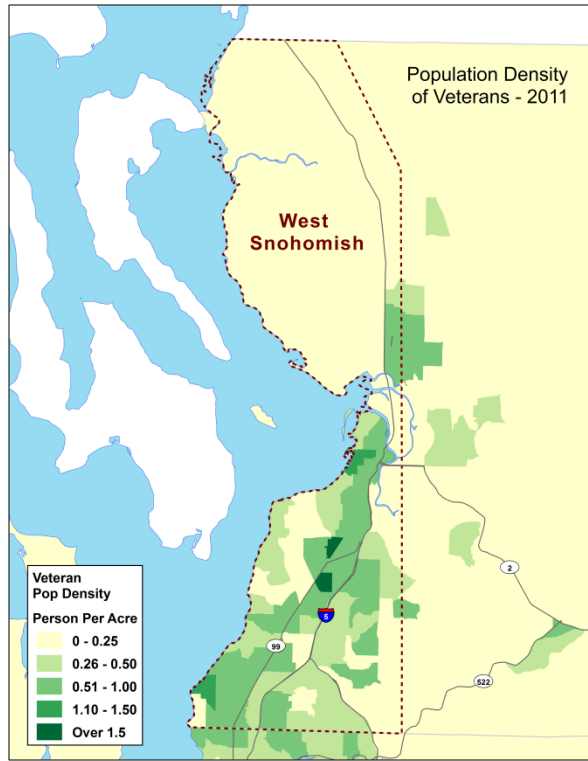 Population Density
of Veterans - 2011
West
Snohomish
2
5
99
522
Veteran
Pop Density
Person Per Acre
0 - 0.25
0.26 - 0.50
0.51 - 1.00
1.10 - 1.50
Over 1.5